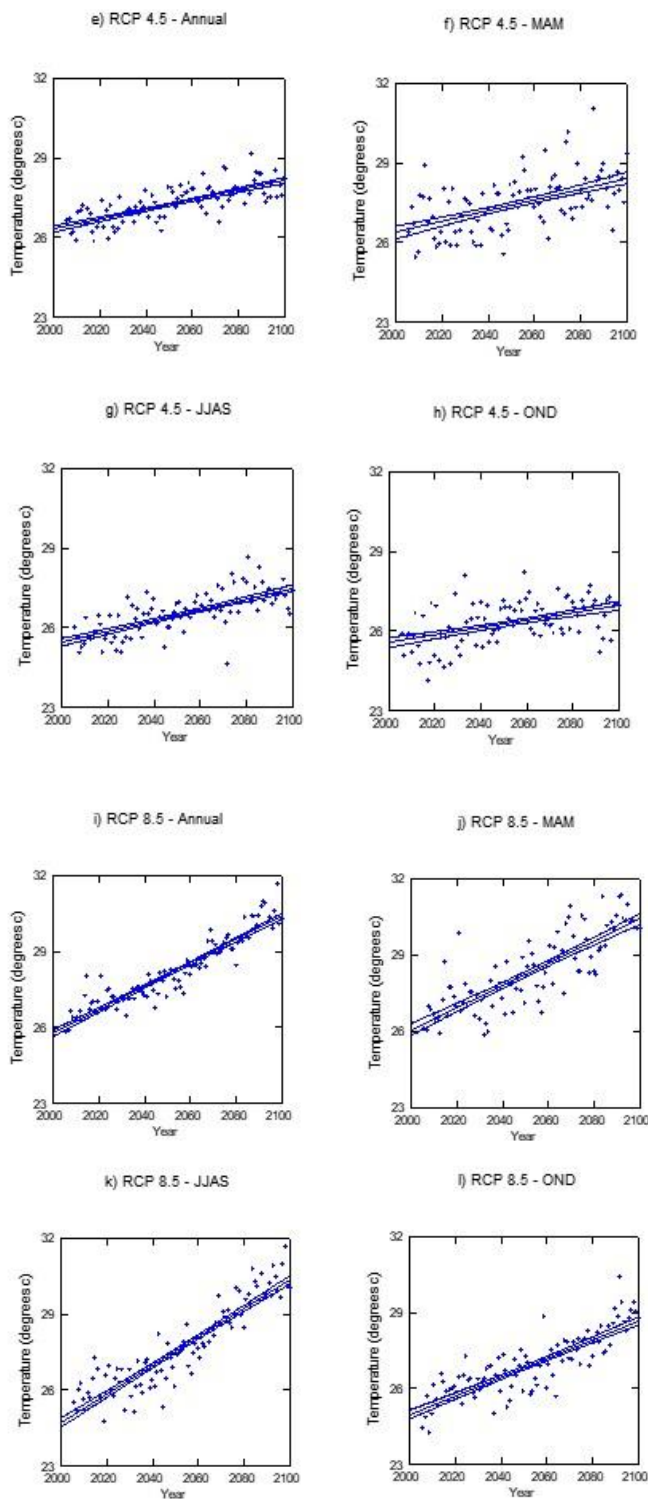 e) RCP 4.5 - Annual
f) RCP 4.5 - MAM
Temperature (degrees c)
32
29
26
23
2000 2020 2040 2060 2080 2100
Year
Temperature (degrees c)
32
29
26
23
2000 2020 2040 2060 2080 2100
Year
g) RCP 4.5 - JJAS
h) RCP 4.5 - OND
Temperature (degrees c)
32
29
26
23
2000 2020 2040 2060 2080 2100
Year
Temperature (degrees c)
32
29
26
23
2000 2020 2040 2060 2080 2100
Year
i) RCP 8.5 - Annual
j) RCP 8.5 - MAM
Temperature (degrees c)
32
29
26
23
2000 2020 2040 2060 2080 2100
Year
Temperature (degrees c)
32
29
26
23
2000 2020 2040 2060 2080 2100
Year
k) RCP 8.5 - JJAS
l) RCP 8.5 - OND
Temperature (degrees c)
32
29
26
23
2000 2020 2040 2060 2080 2100
Year
Temperature (degrees c)
32
29
26
23
2000 2020 2040 2060 2080 2100
Year